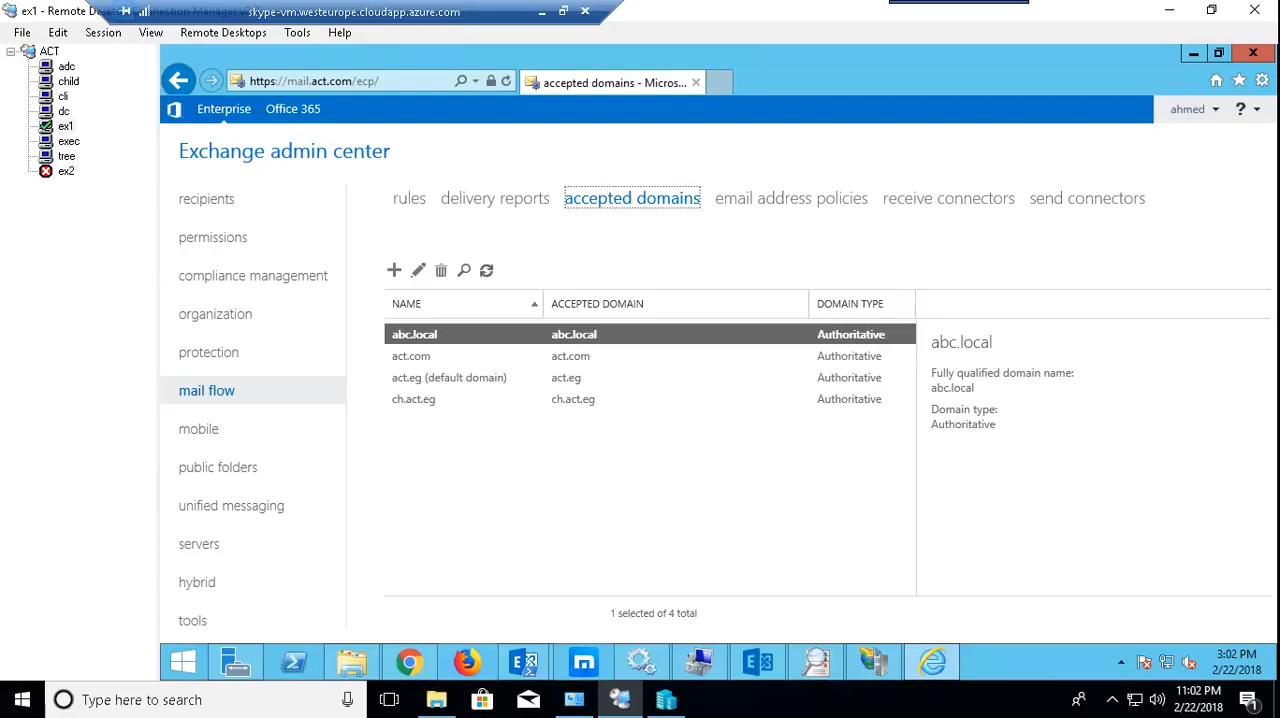 ex1 - Remote Des
skype-vm.westeurope.cloudapp.azure.com
File Edit Session View Remote Desktops Tools Help
ACT
adc
child
cli
dc
ex1
exec
tree
ex2
https://mail.act.com/ecp/
accepted domains - Micros...
Enterprise Office 365
ahmed ?
Exchange admin center
recipients
permissions
compliance management
organization
protection
mail flow
mobile
public folders
unified messaging
servers
hybrid
tools
rules delivery reports accepted domains email address policies receive connectors send connectors
NAME ACCEPTED DOMAIN DOMAIN TYPE
abc.local abc.local Authoritative
act.com act.com Authoritative
act.eg (default domain) act.eg Authoritative
ch.act.eg ch.act.eg Authoritative
abc.local
Fully qualified domain name:
abc.local
Domain type:
Authoritative
1 selected of 4 total
3:02 PM
2/22/2018
Type here to search
11:02 PM
2/22/2018
1